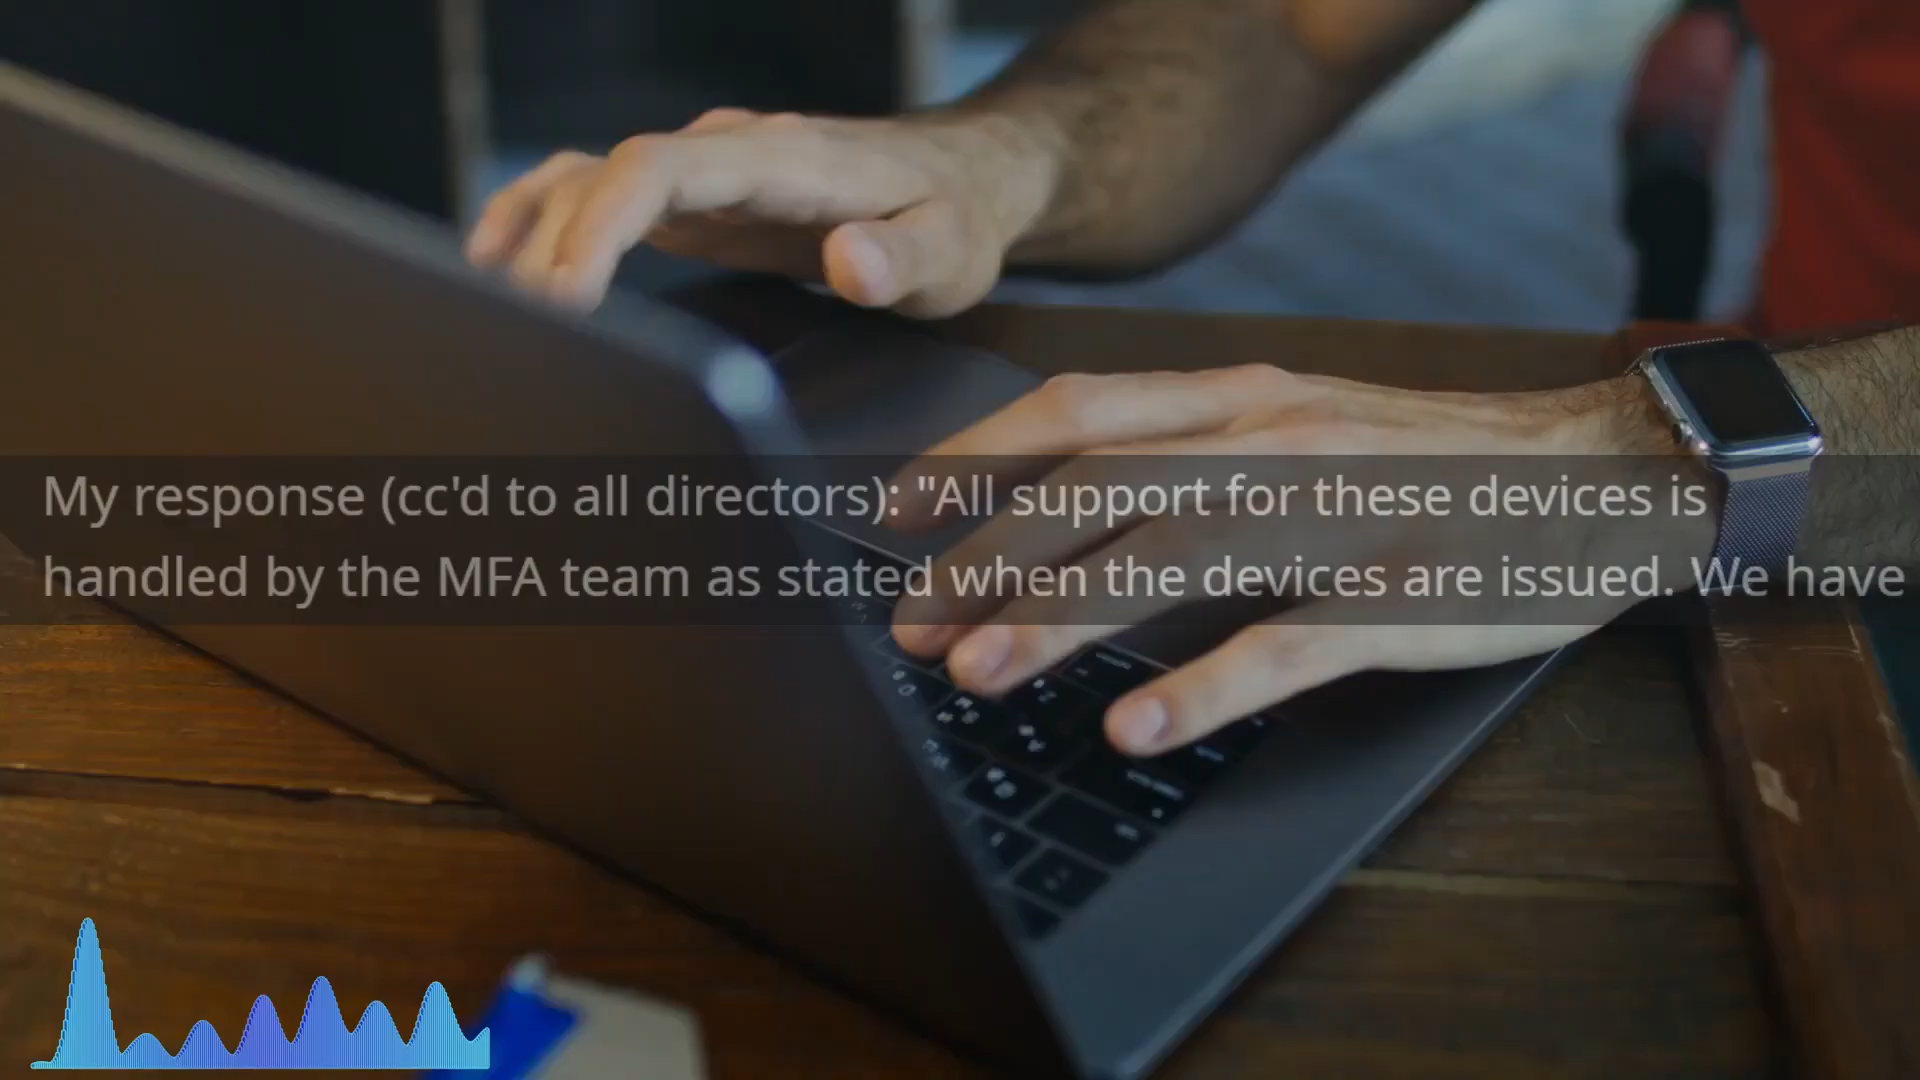 My response (cc'd to all directors): "All support for these devices is
handled by the MFA team as stated when the devices are issued. We have